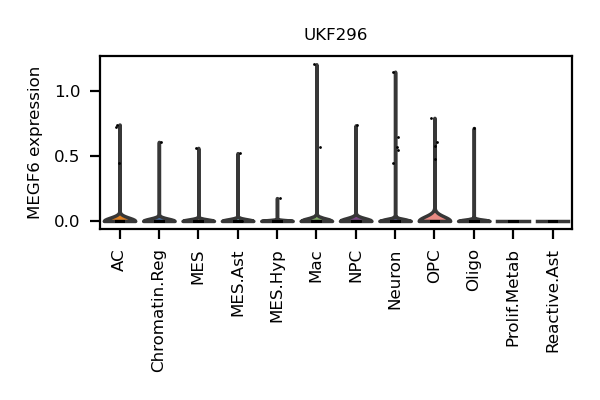 UKF296
MEGF6 expression
1.0
0.5
0.0
AC
Chromatin.Reg
MES
MES.Ast
MES.Hyp
Mac
NPC
Neuron
OPC
Oligo
Prolif.Metab
Reactive.Ast